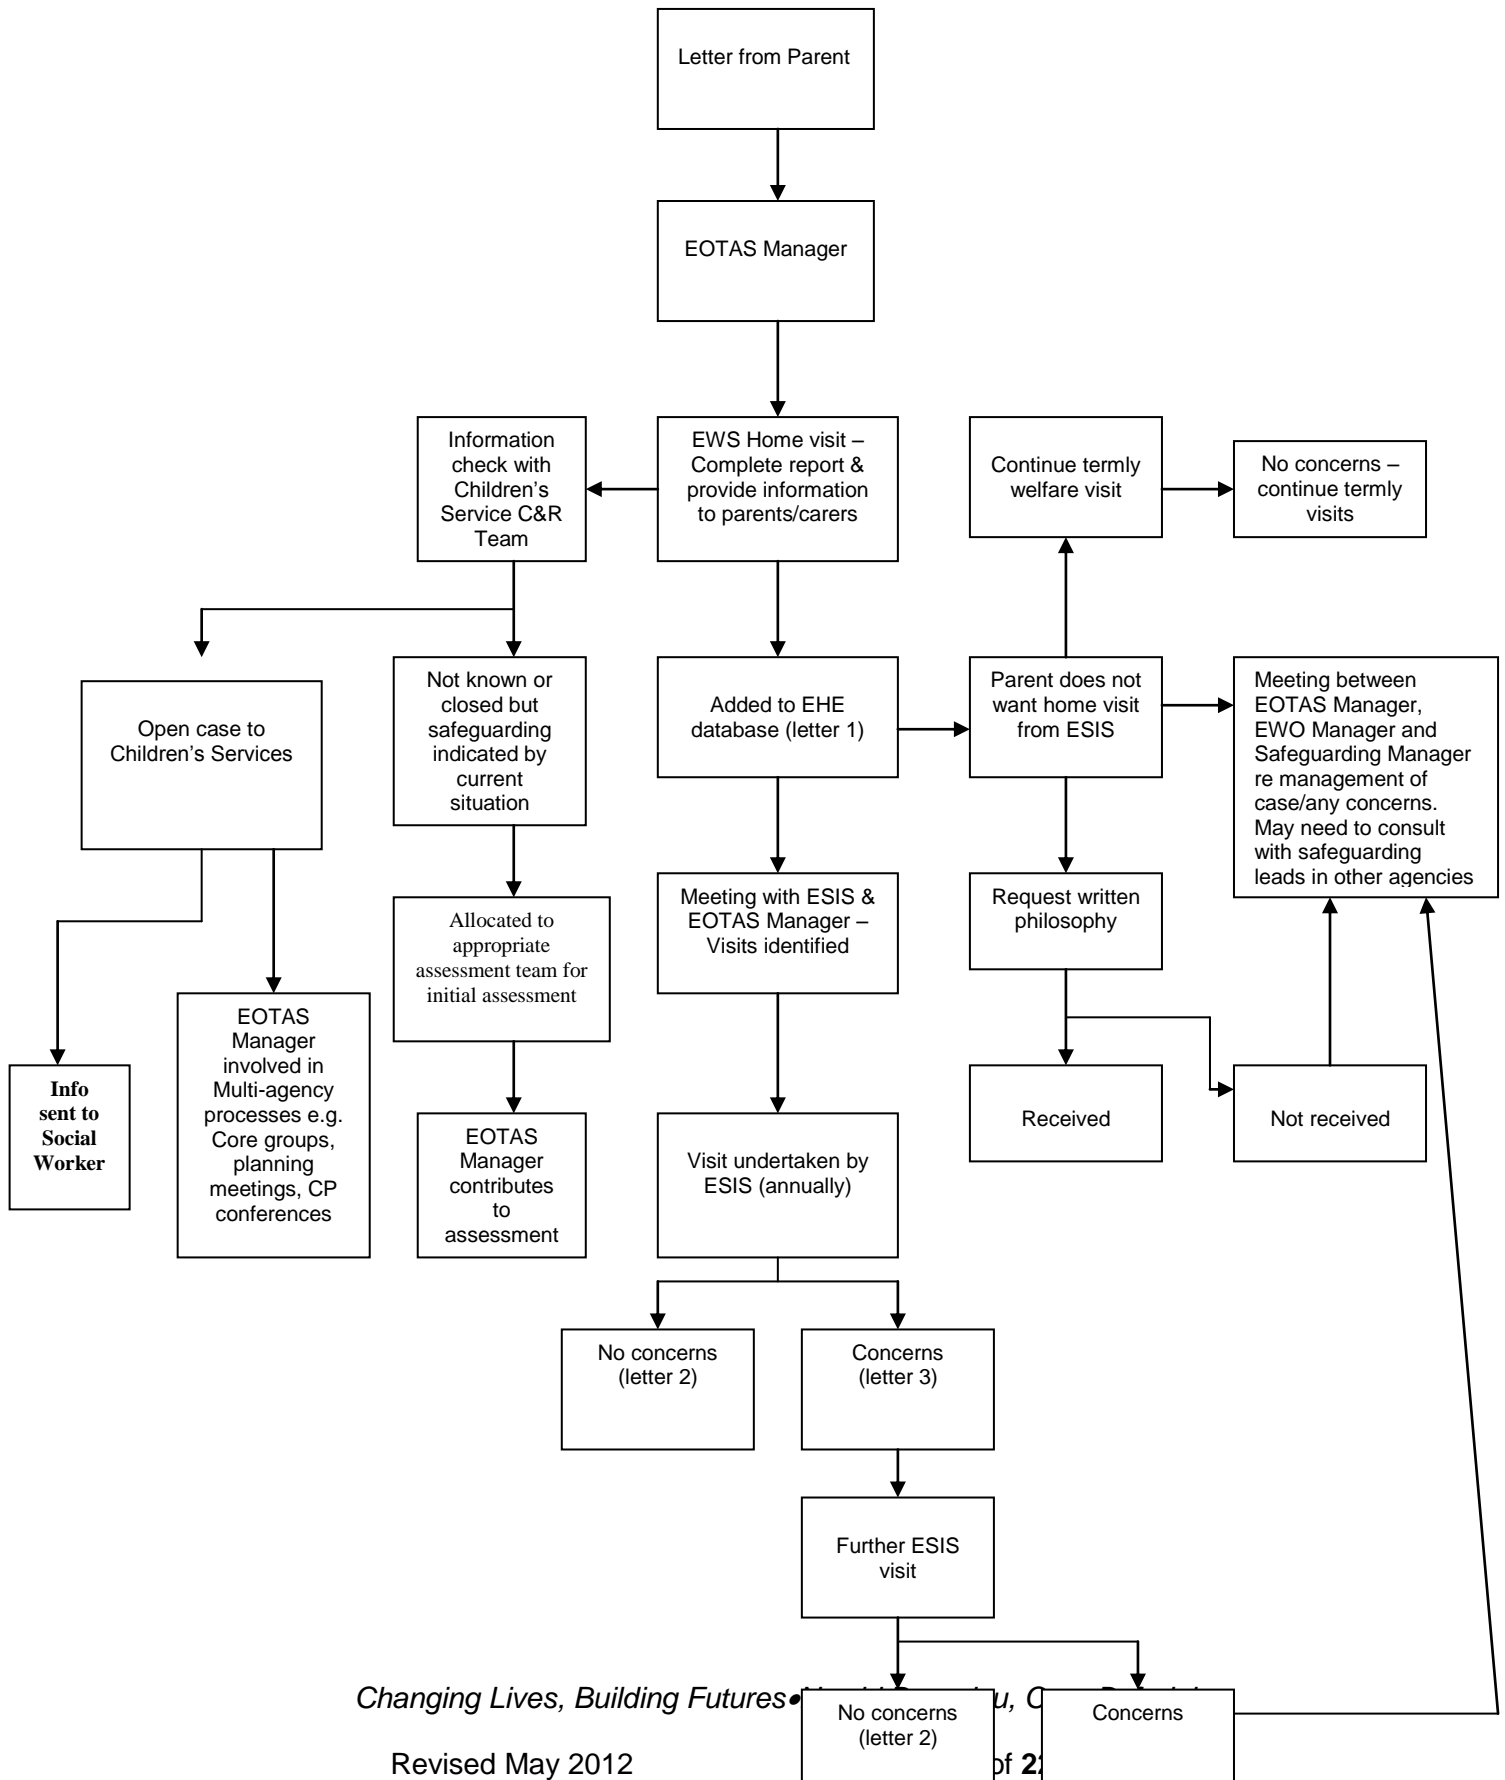 Letter from Parent
EOTAS Manager
Information
check with
Children's
Service C&R
Team
EWS Home visit –
Complete report &
provide information
to parents/carers
Continue termly
welfare visit
No concerns –
continue termly
visits
Open case to
Children's Services
Not known or
closed but
safeguarding
indicated by
current
situation
Added to EHE
database (letter 1)
Parent does not
want home visit
from ESIS
Meeting between
EOTAS Manager,
EWO Manager and
Safeguarding Manager
re management of
case/any concerns.
May need to consult
with safeguarding
leads in other agencies
Allocated to
appropriate
assessment team for
initial assessment
Meeting with ESIS &
EOTAS Manager –
Visits identified
Request written
philosophy
Info
sent to
Social
Worker
EOTAS
Manager
involved in
Multi-agency
processes e.g.
Core groups,
planning
meetings, CP
conferences
EOTAS
Manager
contributes
to
assessment
Visit undertaken by
ESIS (annually)
Received
Not received
No concerns
(letter 2)
Concerns
(letter 3)
Further ESIS
visit
No concerns
(letter 2)
Concerns
Changing Lives, Building Futures•
Revised May 2012 of